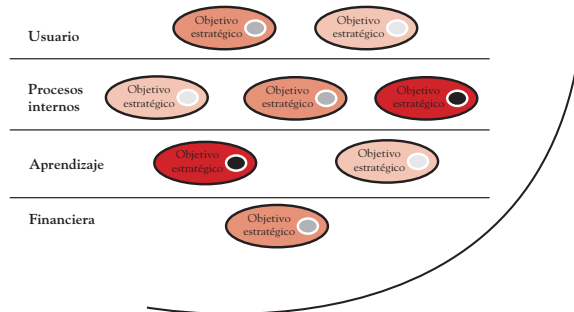 Usuario
Objetivo
estratégico
Objetivo
estratégico
Procesos
internos
Objetivo
estratégico
Objetivo
estratégico
Objetivo
estratégico
Aprendizaje
Objetivo
estratégico
Objetivo
estratégico
Financiera
Objetivo
estratégico